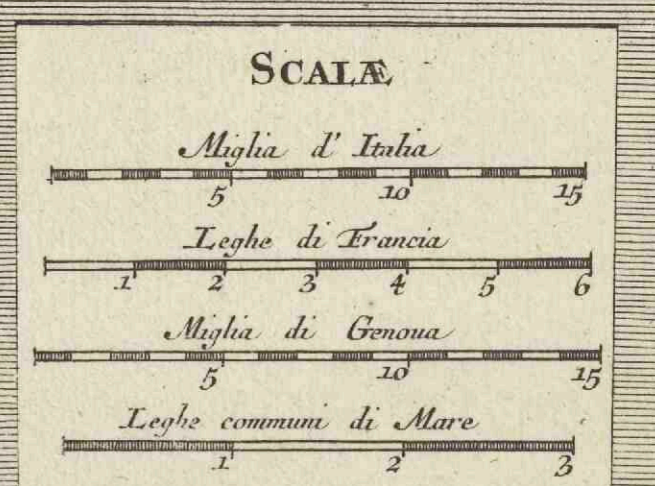 SCALÆ
Miglia d' Italia
5 10 15
Leghe di Francia
1 2 3 4 5 6
Miglia di Genoua
5 10 15
Leghe communi di Mare
1 2 3